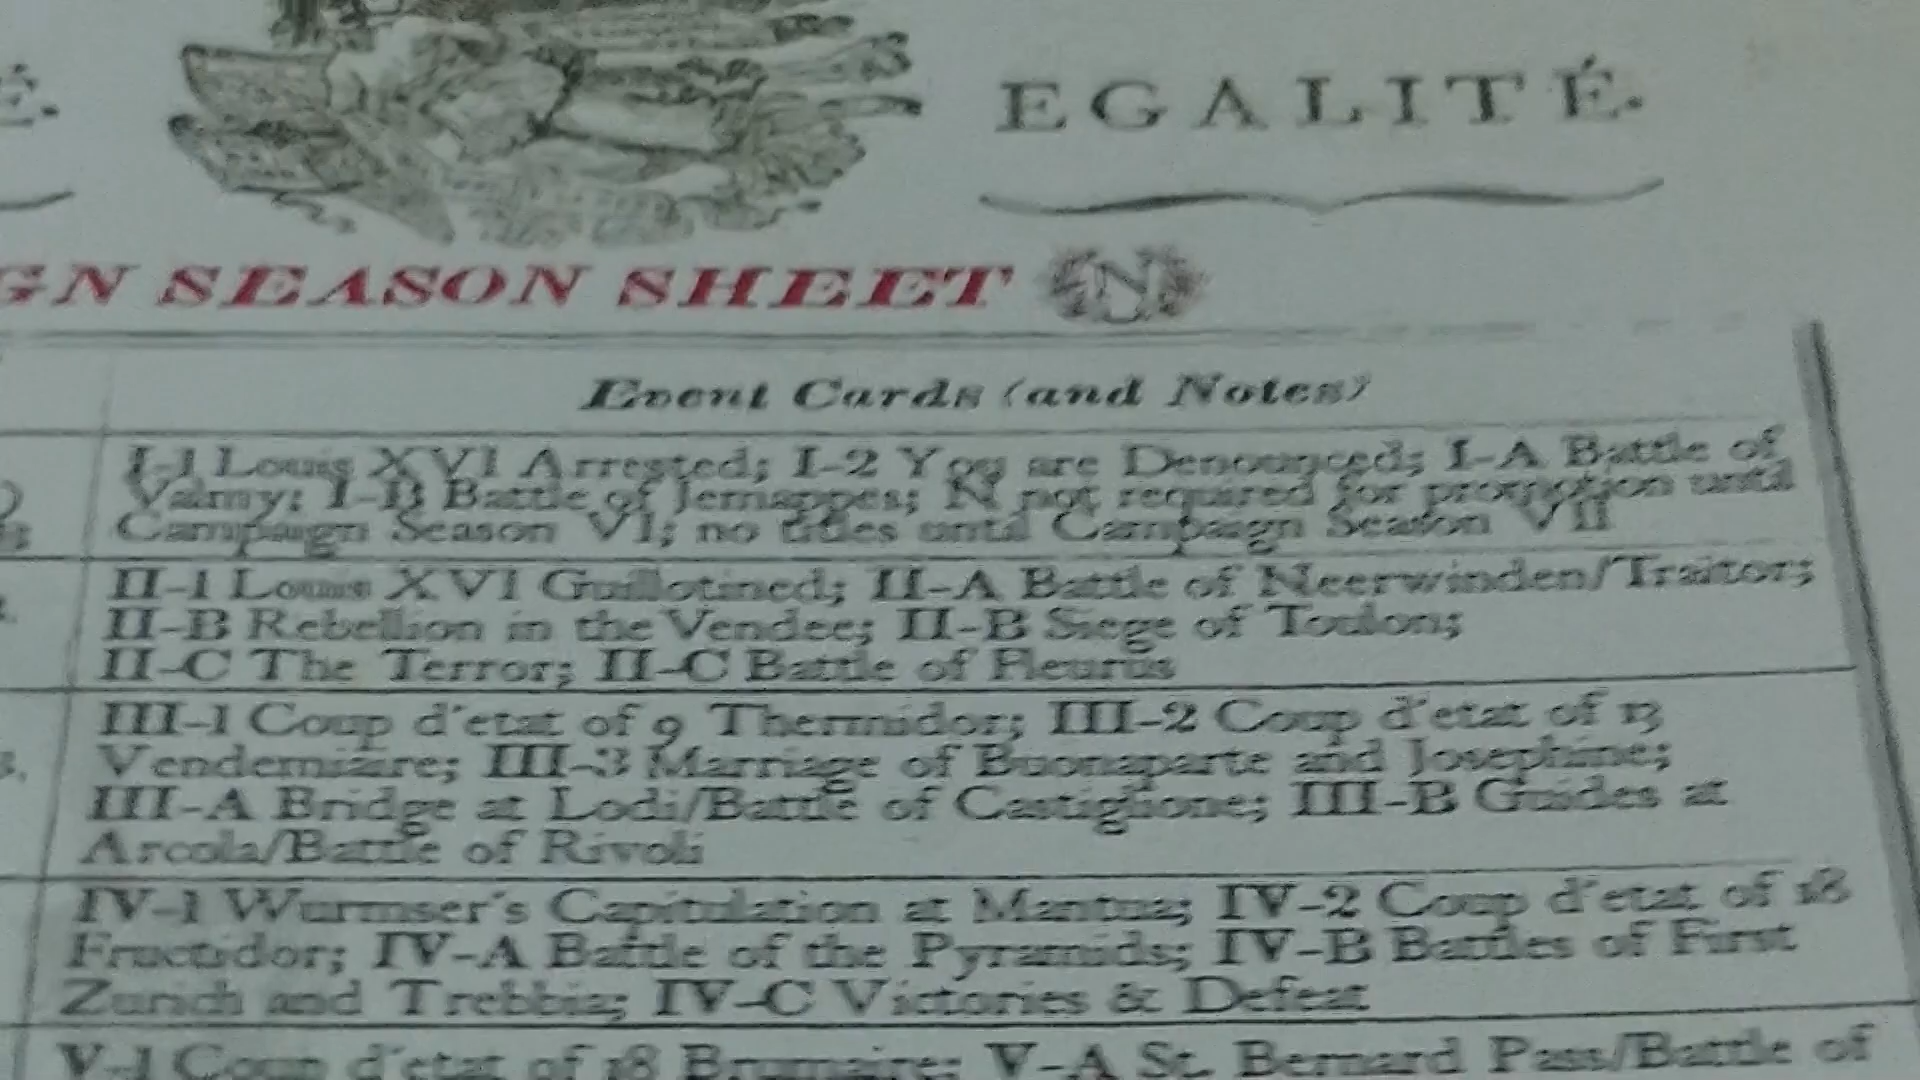 É.
EGALITÉ.
GN SEASON SHEET N
Event Cards (and Notes)
I-1 Louis XVI Arrested; I-2 You are Denounced; I-A Battle of
Valmy; I-B Battle of Jemappes; N not required for promotion until
Campaign Season VI; no titles until Campaign Season VII
II-1 Louis XVI Guillotined; II-A Battle of Neerwinden/Traitor;
II-B Rebellion in the Vendee; II-B Siege of Toulon;
II-C The Terror; II-C Battle of Fleurus
III-1 Coup d'etat of 9 Thermidor; III-2 Coup d'etat of 13
Vendemiaire; III-3 Marriage of Buonaparte and Josephine;
III-A Bridge at Lodi/Battle of Castiglione; III-B Guides at
Arcola/Battle of Rivoli
IV-1 Wurmser's Capitulation at Mantua; IV-2 Coup d'etat of 18
Fructidor; IV-A Battle of the Pyramids; IV-B Battles of First
Zurich and Trebbia; IV-C Victories & Defeat
V-1 Coup d'etat of 18 Brumaire; V-A St. Bernard Pass/Battle of